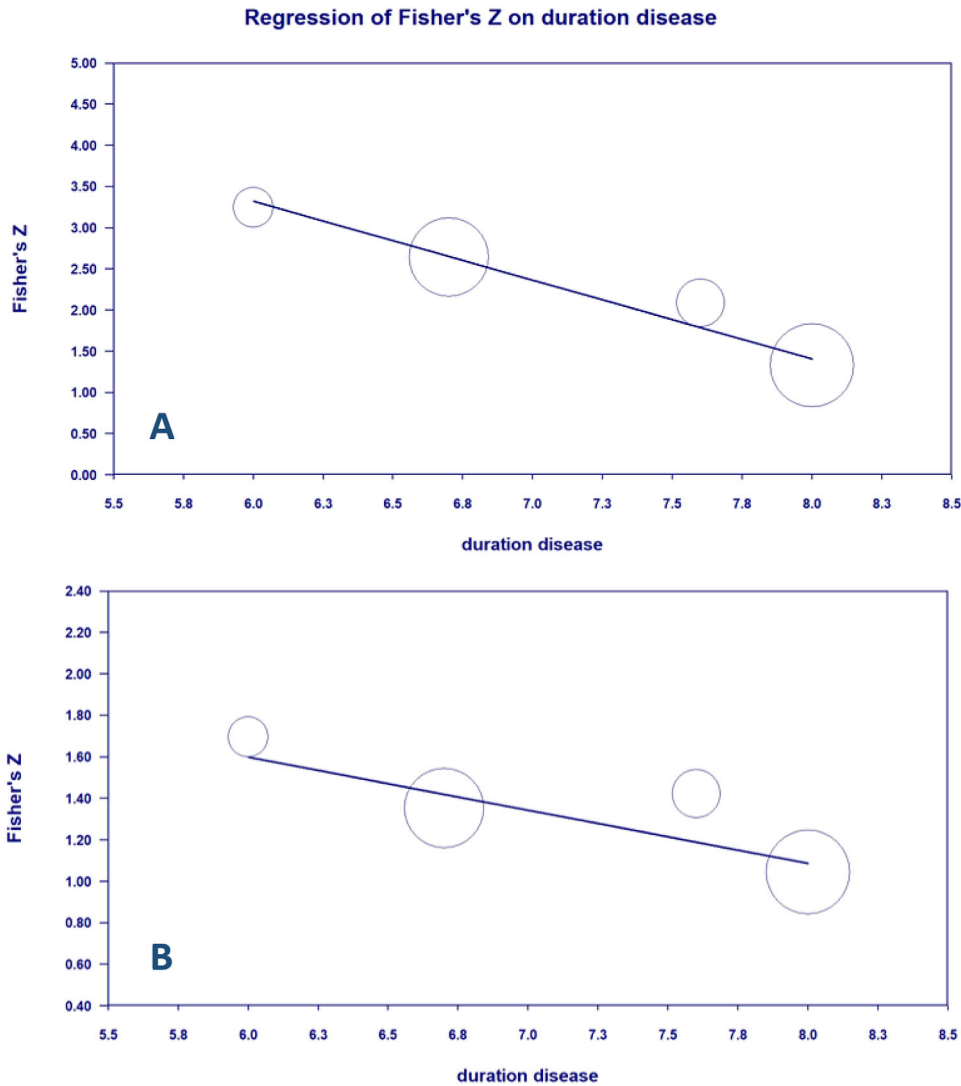 Regression of Fisher's Z on duration disease
5.00
4.50
4.00
3.50
3.00
2.50
2.00
1.50
1.00
0.50
0.00
Fisher's Z
A
5.5 5.8 6.0 6.3 6.5 6.8 7.0 7.3 7.5 7.8 8.0 8.3 8.5
duration disease
2.40
2.20
2.00
1.80
1.60
1.40
1.20
1.00
0.80
0.60
0.40
Fisher's Z
B
5.5 5.8 6.0 6.3 6.5 6.8 7.0 7.3 7.5 7.8 8.0 8.3 8.5
duration disease